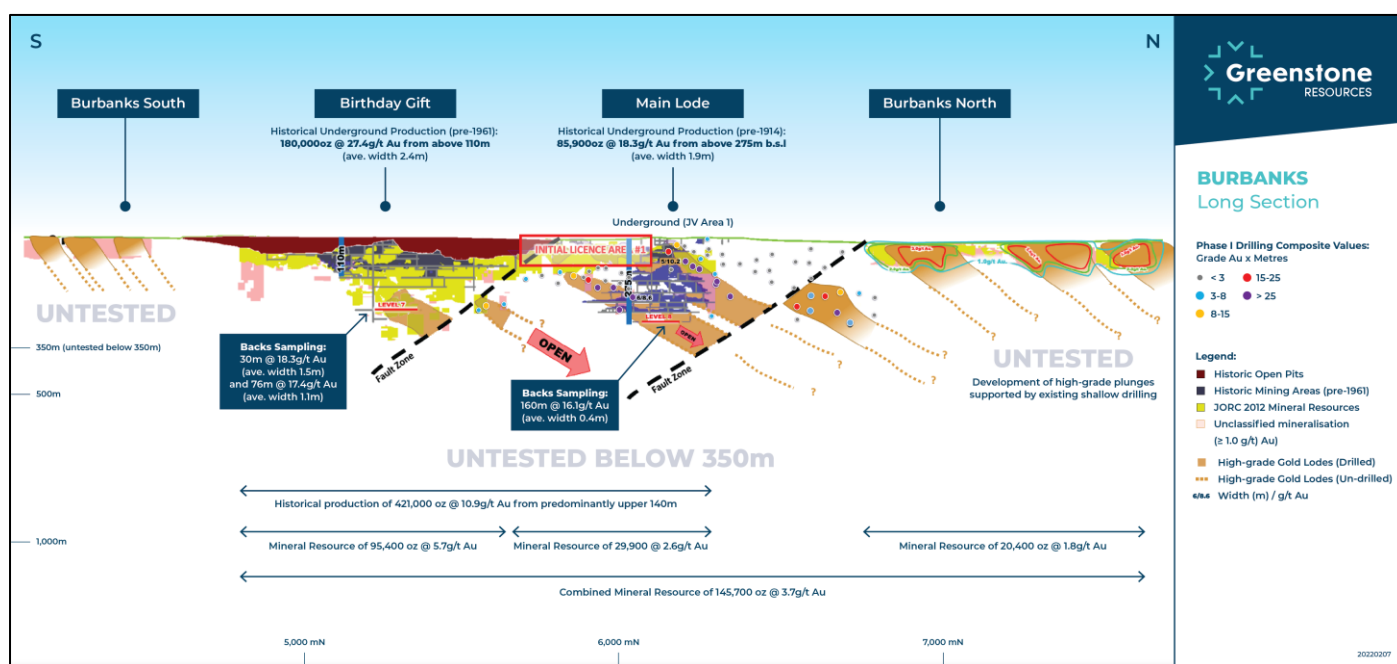 S
N
Burbanks South
Birthday Gift
Main Lode
Burbanks North
Historical Underground Production (pre-1961):
180,000oz @ 27.4g/t Au from above 110m
(ave. width 2.4m)
Historical Underground Production (pre-1914):
85,900oz @ 18.3g/t Au from above 275m b.s.l
(ave. width 1.9m)
Underground (JV Area 1)
INITIAL LICENCE AREA #1
110m
5/10.2
6/8.6
1.0g/t Au
LEVEL 7
UNTESTED
350m (untested below 350m)
500m
1,000m
Backs Sampling:
30m @ 18.3g/t Au
(ave. width 1.5m)
and 76m @ 17.4g/t Au
(ave. width 1.1m)
Fault Zone
?
?
OPEN
Backs Sampling:
160m @ 16.1g/t Au
(ave. width 0.4m)
OPEN
Fault Zone
?
?
?
?
?
?
?
UNTESTED
Development of high-grade plunges
supported by existing shallow drilling
UNTESTED BELOW 350m
Historical production of 421,000 oz @ 10.9g/t Au from predominantly upper 140m
Mineral Resource of 95,400 oz @ 5.7g/t Au
Mineral Resource of 29,900 @ 2.6g/t Au
Mineral Resource of 20,400 oz @ 1.8g/t Au
Combined Mineral Resource of 145,700 oz @ 3.7g/t Au
5,000 mN
6,000 mN
7,000 mN
Greenstone
RESOURCES
BURBANKS
Long Section
Phase I Drilling Composite Values:
Grade Au x Metres
< 3
15-25
3-8
> 25
8-15
Legend:
Historic Open Pits
Historic Mining Areas (pre-1961)
JORC 2012 Mineral Resources
Unclassified mineralisation
(≥ 1.0 g/t) Au)
High-grade Gold Lodes (Drilled)
High-grade Gold Lodes (Un-drilled)
6/8.6 Width (m) / g/t Au
20220207